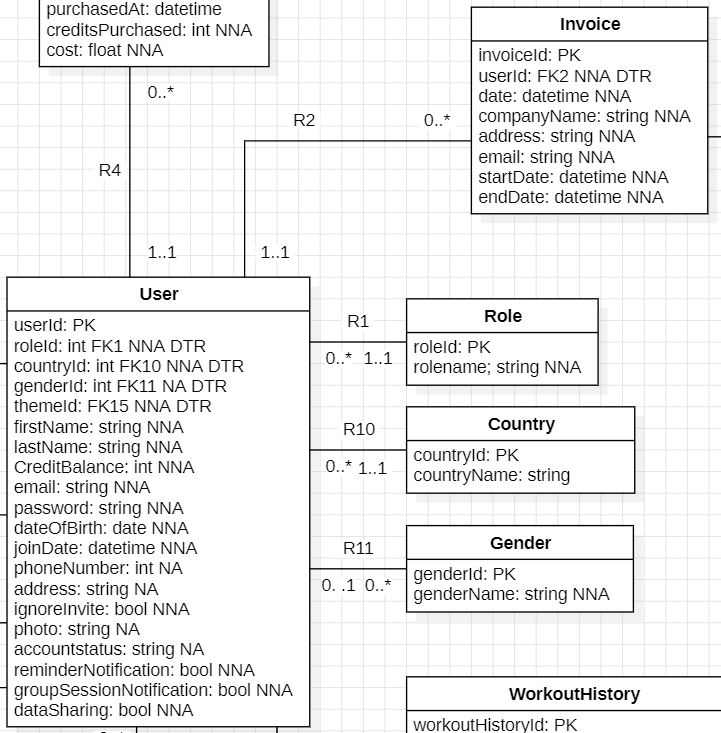 purchasedAt: datetime
creditsPurchased: int NNA
cost: float NNA
Invoice
invoiceId: PK
userId: FK2 NNA DTR
date: datetime NNA
companyName: string NNA
address: string NNA
email: string NNA
startDate: datetime NNA
endDate: datetime NNA
0..*
R2
0..*
R4
1..1
1..1
User
userId: PK
roleId: int FK1 NNA DTR
countryId: int FK10 NNA DTR
genderId: int FK11 NA DTR
themeId: FK15 NNA DTR
firstName: string NNA
lastName: string NNA
CreditBalance: int NNA
email: string NNA
password: string NNA
dateOfBirth: date NNA
joinDate: datetime NNA
phoneNumber: int NA
address: string NA
ignoreInvite: bool NNA
photo: string NA
accountstatus: string NA
reminderNotification: bool NNA
groupSessionNotification: bool NNA
dataSharing: bool NNA
R1
0..* 1..1
Role
roleId: PK
rolename; string NNA
R10
0..* 1..1
Country
countryId: PK
countryName: string
R11
0. .1 0..*
Gender
genderId: PK
genderName: string NNA
WorkoutHistory
workoutHistoryId: PK